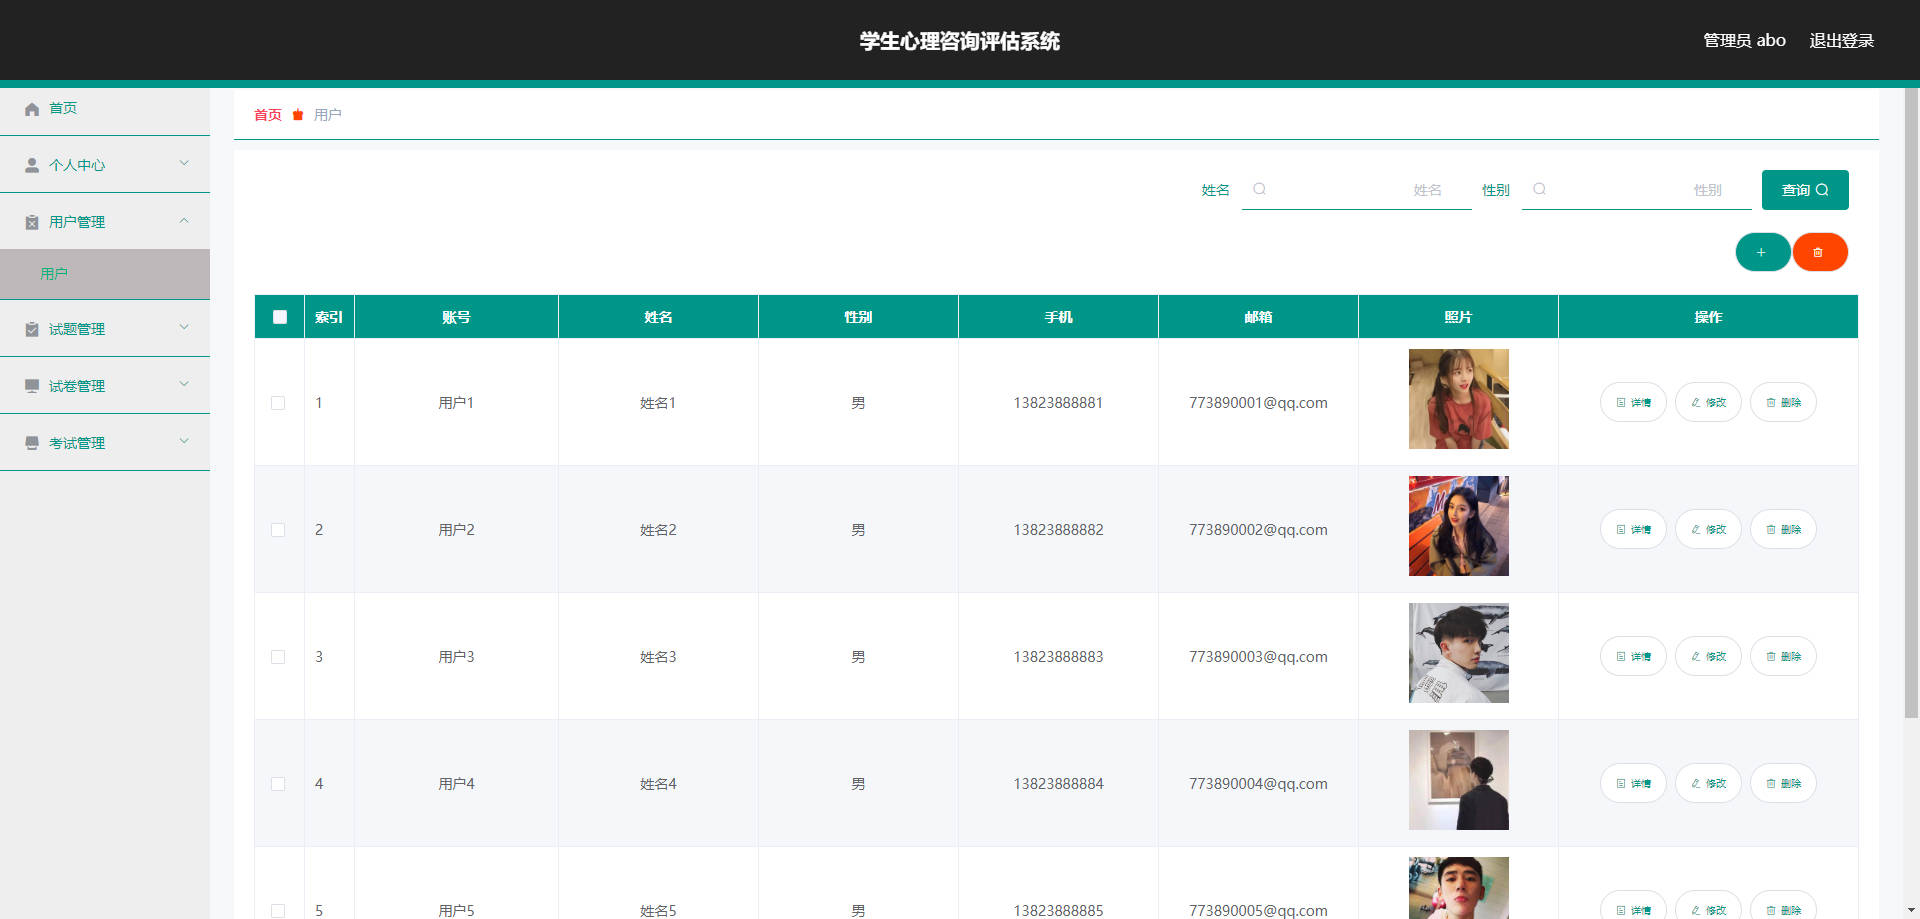 学生心理咨询评估系统
管理员 abo 退出登录
首页
个人中心
用户管理
用户
试题管理
试卷管理
考试管理
首页 用户
姓名 姓名 性别 性别 查询
索引 账号 姓名 性别 手机 邮箱 照片 操作
1 用户1 姓名1 男 13823888881 773890001@qq.com 详情 修改 删除
2 用户2 姓名2 男 13823888882 773890002@qq.com 详情 修改 删除
3 用户3 姓名3 男 13823888883 773890003@qq.com 详情 修改 删除
4 用户4 姓名4 男 13823888884 773890004@qq.com 详情 修改 删除
5 用户5 姓名5 男 13823888885 773890005@qq.com 详情 修改 删除